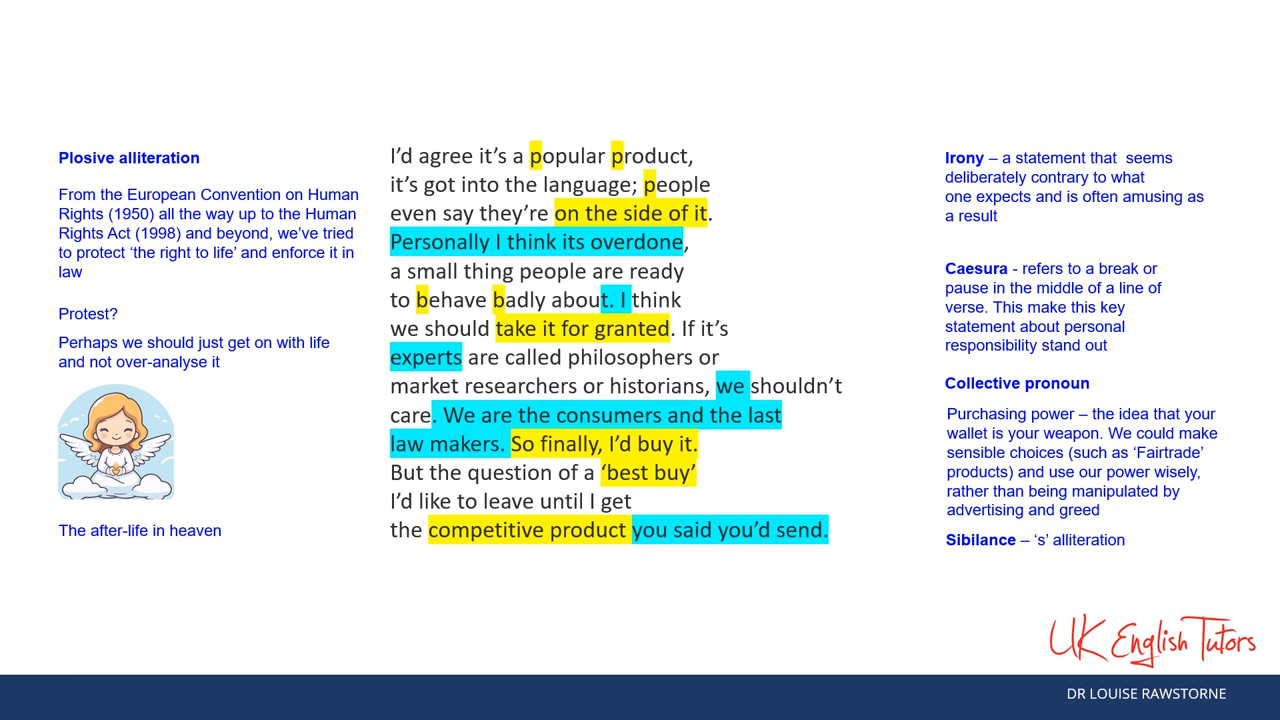 Plosive alliteration
From the European Convention on Human
Rights (1950) all the way up to the Human
Rights Act (1998) and beyond, we've tried
to protect 'the right to life' and enforce it in
law
Protest?
Perhaps we should just get on with life
and not over-analyse it
The after-life in heaven
I'd agree it's a popular product,
it's got into the language; people
even say they're on the side of it.
Personally I think its overdone,
a small thing people are ready
to behave badly about. I think
we should take it for granted. If it's
experts are called philosophers or
market researchers or historians, we shouldn't
care. We are the consumers and the last
law makers. So finally, I'd buy it.
But the question of a 'best buy'
I'd like to leave until I get
the competitive product you said you'd send.
Irony – a statement that seems
deliberately contrary to what
one expects and is often amusing as
a result
Caesura - refers to a break or
pause in the middle of a line of
verse. This make this key
statement about personal
responsibility stand out
Collective pronoun
Purchasing power – the idea that your
wallet is your weapon. We could make
sensible choices (such as 'Fairtrade'
products) and use our power wisely,
rather than being manipulated by
advertising and greed
Sibilance – 's' alliteration
UK English Tutors
DR LOUISE RAWSTORNE